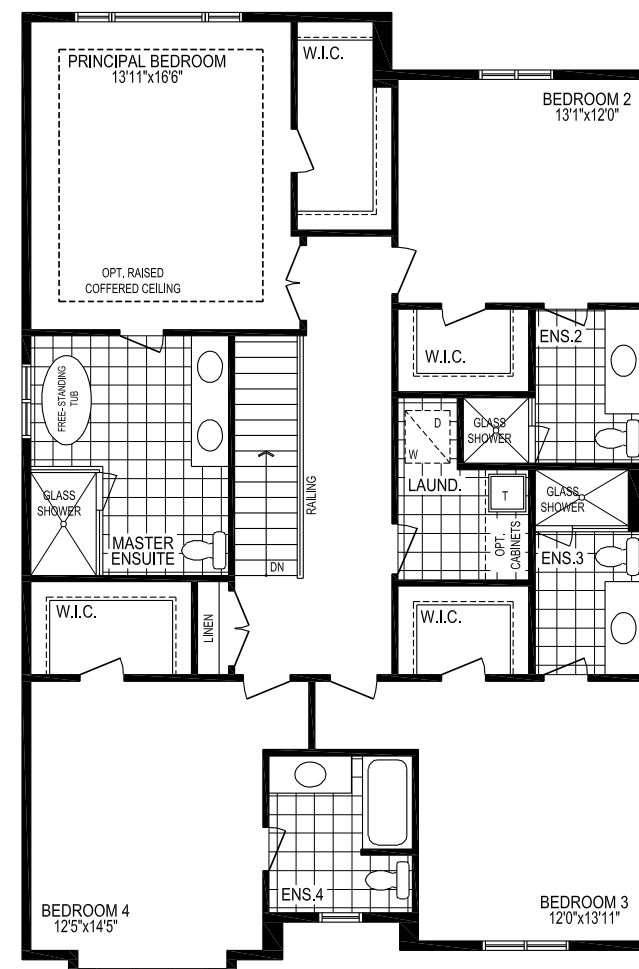 PRINCIPAL BEDROOM
13'11"x16'6"
W.I.C.
BEDROOM 2
13'1"x12'0"
OPT. RAISED
COFFERED CEILING
W.I.C.
ENS.2
FREE-STANDING
TUB
GLASS
SHOWER
D
W
LAUND.
RAILING
T
OPT.
CABINETS
GLASS
SHOWER
GLASS
SHOWER
MASTER
ENSUITE
DN
ENS.3
W.I.C.
LINEN
W.I.C.
ENS.4
BEDROOM 4
12'5"x14'5"
BEDROOM 3
12'0"x13'11"